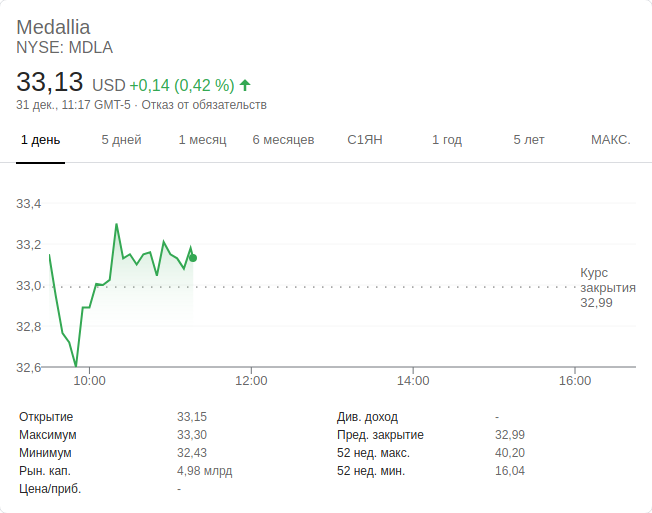 Medallia
NYSE: MDLA
33,13 USD +0,14 (0,42 %)
31 дек., 11:17 GMT-5 · Отказ от обязательств
1 день 5 дней 1 месяц 6 месяцев С1ЯН 1 год 5 лет МАКС.
33,4
33,2
33,0
32,8
32,6
Курс
закрытия
32,99
10:00 12:00 14:00 16:00
Открытие 33,15 Див. доход -
Максимум 33,30 Пред. закрытие 32,99
Минимум 32,43 52 нед. макс. 40,20
Рын. кап. 4,98 млрд 52 нед. мин. 16,04
Цена/приб. -